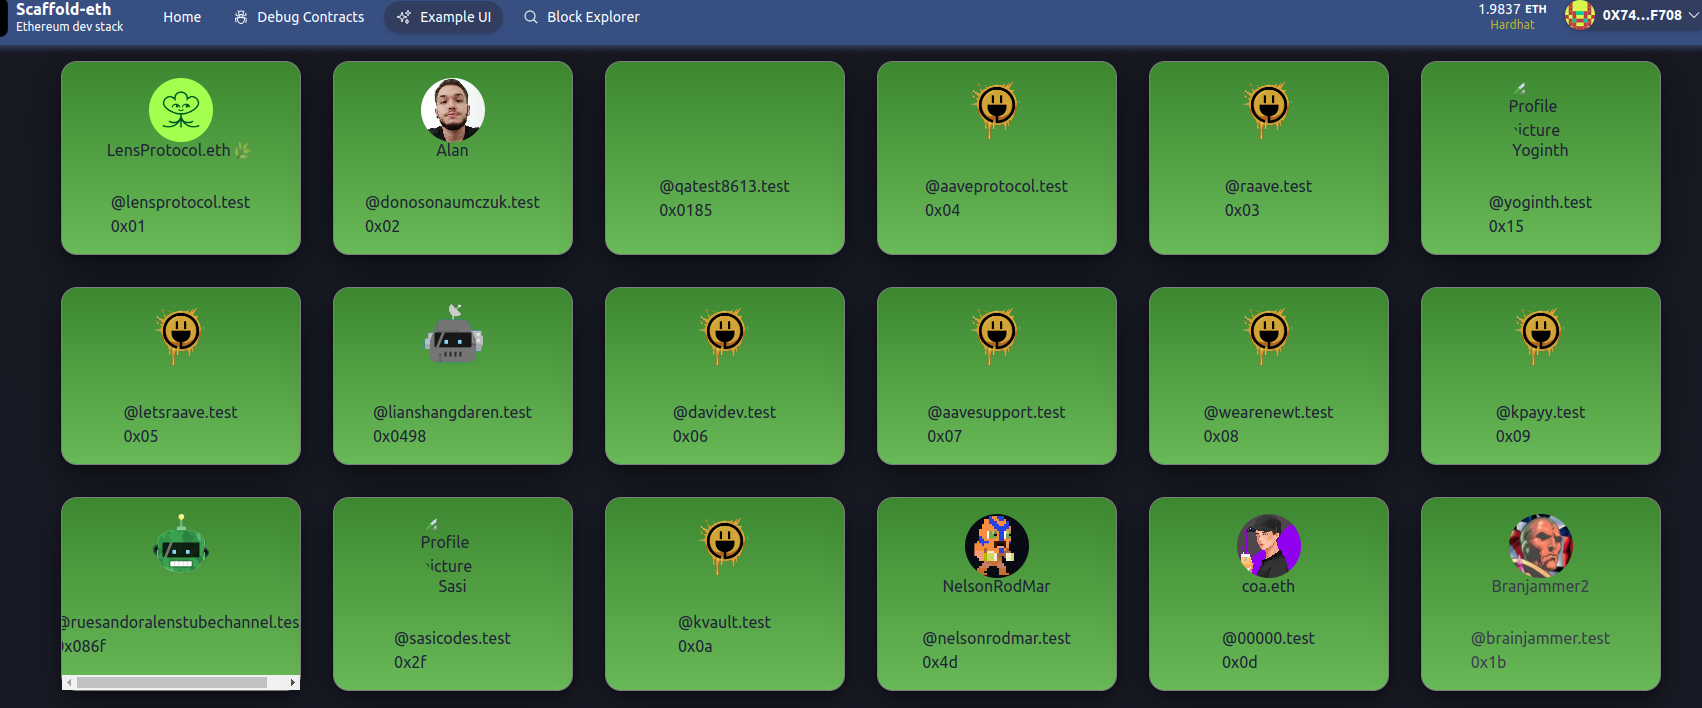 Scaffold-eth
Ethereum dev stack
Home
Debug Contracts
Example UI
Block Explorer
1.9837 ETH
Hardhat
0X74...F708
LensProtocol.eth 🌿
@lensprotocol.test
0x01
Alan
@donosonaumczuk.test
0x02
@qatest8613.test
0x0185
@aaveprotocol.test
0x04
@raave.test
0x03
Profile
icture
Yoginth
@yoginth.test
0x15
@letsraave.test
0x05
@lianshangdaren.test
0x0498
@davidev.test
0x06
@aavesupport.test
0x07
@wearenewt.test
0x08
@kpayy.test
0x09
@ruesandoralenstubechannel.tes
0x086f
Profile
icture
Sasi
@sasicodes.test
0x2f
@kvault.test
0x0a
NelsonRodMar
@nelsonrodmar.test
0x4d
coa.eth
@00000.test
0x0d
Branjammer2
@brainjammer.test
0x1b